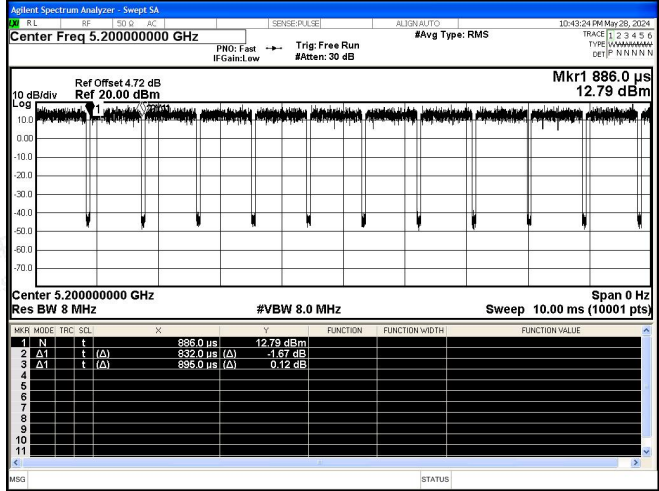 Agilent Spectrum Analyzer - Swept SA
RL RF 50 Ω AC SENSE:PULSE ALIGN AUTO 10:43:24 PM May 28, 2024
Center Freq 5.200000000 GHz #Avg Type: RMS TRACE 1 2 3 4 5 6
PNO: Fast Trig: Free Run TYPE WWWWWW
IFGain:Low #Atten: 30 dB DET P N N N N N
Mkr1 886.0 µs
Ref Offset 4.72 dB
10 dB/div Ref 20.00 dBm 12.79 dBm
Log
1
10.0
0.00
-10.0
-20.0
-30.0
-40.0
-50.0
-60.0
-70.0
Center 5.200000000 GHz Span 0 Hz
Res BW 8 MHz #VBW 8.0 MHz Sweep 10.00 ms (10001 pts)
MKR MODE TRC SCL X Y FUNCTION FUNCTION WIDTH FUNCTION VALUE
1 N t 886.0 µs 12.79 dBm
2 Δ1 t (Δ) 832.0 µs (Δ) -1.67 dB
3 Δ1 t (Δ) 895.0 µs (Δ) 0.12 dB
4
5
6
7
8
9
10
11
MSG STATUS